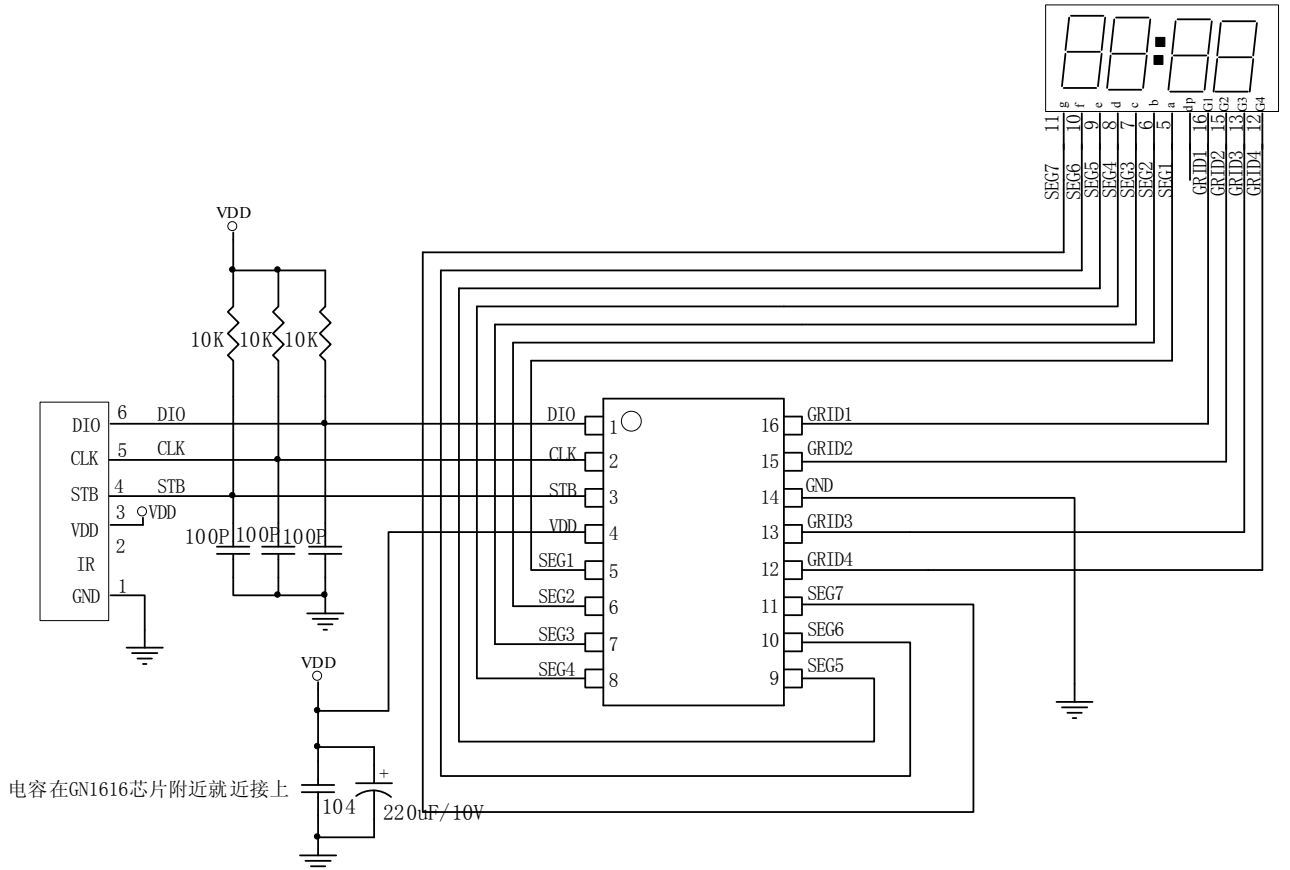 g f e d c b a dp G1 G2 G3 G4
11 10 9 8 7 6 5 16 15 13 12
SEG7 SEG6 SEG5 SEG4 SEG3 SEG2 SEG1 GRID1 GRID2 GRID3 GRID4
VDD
10K 10K 10K
DIO 6 DIO
CLK 5 CLK
STB 4 STB
VDD 3 VDD
IR 2
GND 1
100P 100P 100P
DIO 1 16 GRID1
CLK 2 15 GRID2
STB 3 14 GND
VDD 4 13 GRID3
SEG1 5 12 GRID4
SEG2 6 11 SEG7
SEG3 7 10 SEG6
SEG4 8 9 SEG5
VDD
+
电容在GN1616芯片附近就近接上
104
220uF/10V